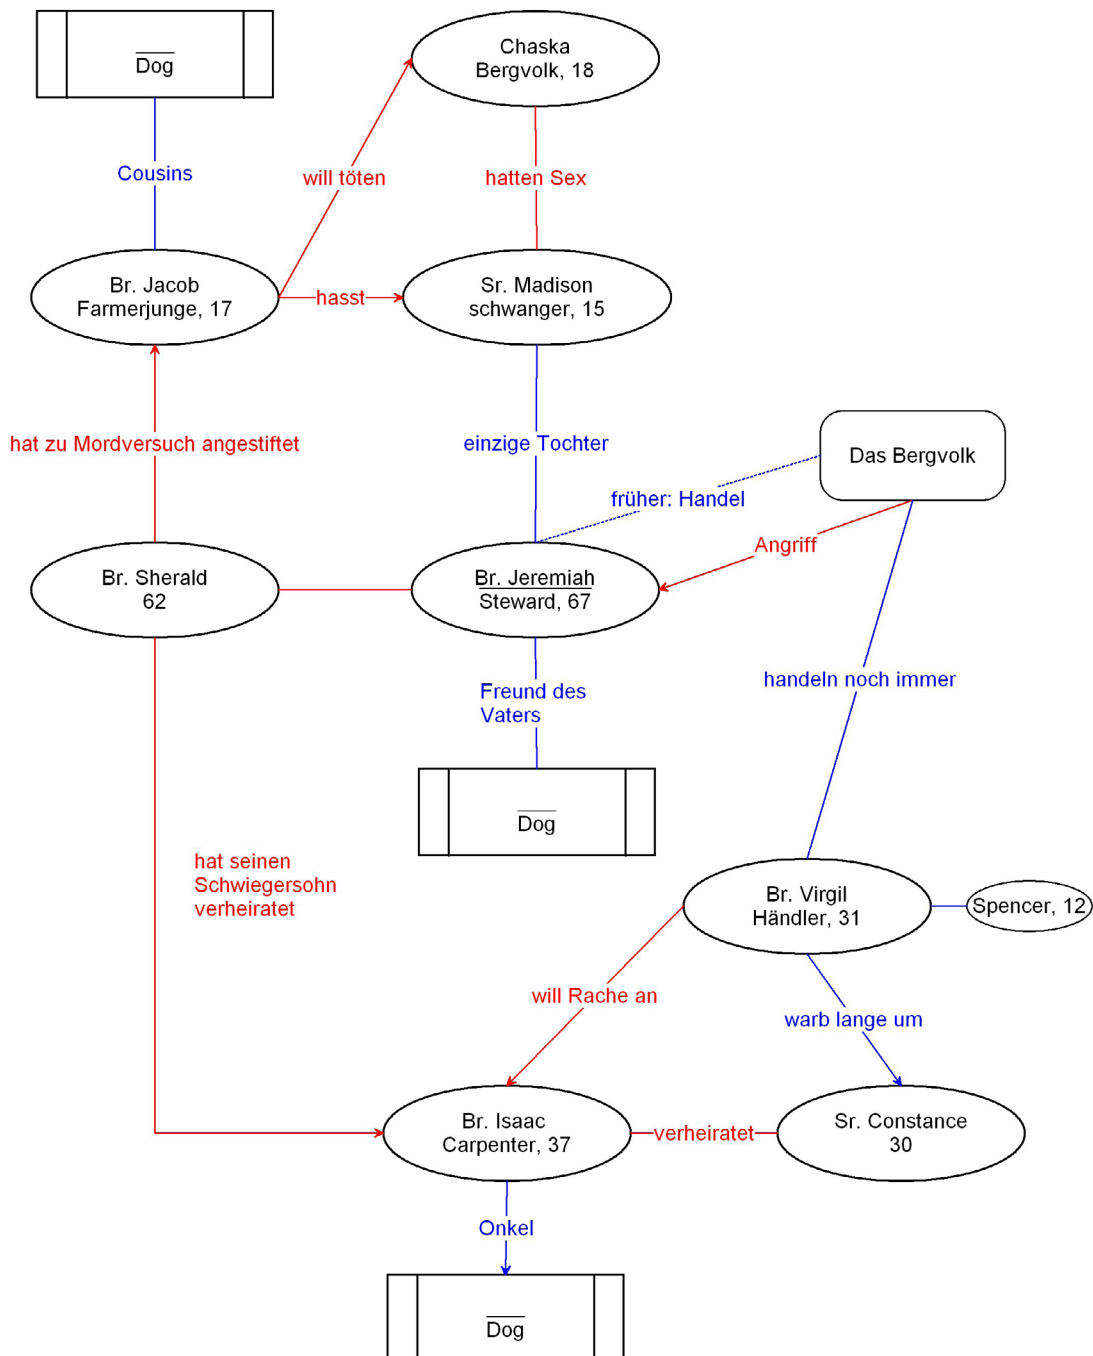 Dog
Chaska
Bergvolk, 18
Cousins
will töten
hatten Sex
Br. Jacob
Farmerjunge, 17
hasst
Sr. Madison
schwanger, 15
hat zu Mordversuch angestiftet
einzige Tochter
Das Bergvolk
früher: Handel
Angriff
Br. Sherald
62
Br. Jeremiah
Steward, 67
Freund des
Vaters
handeln noch immer
Dog
hat seinen
Schwiegersohn
verheiratet
Br. Virgil
Händler, 31
Spencer, 12
will Rache an
warb lange um
Br. Isaac
Carpenter, 37
verheiratet
Sr. Constance
30
Onkel
Dog